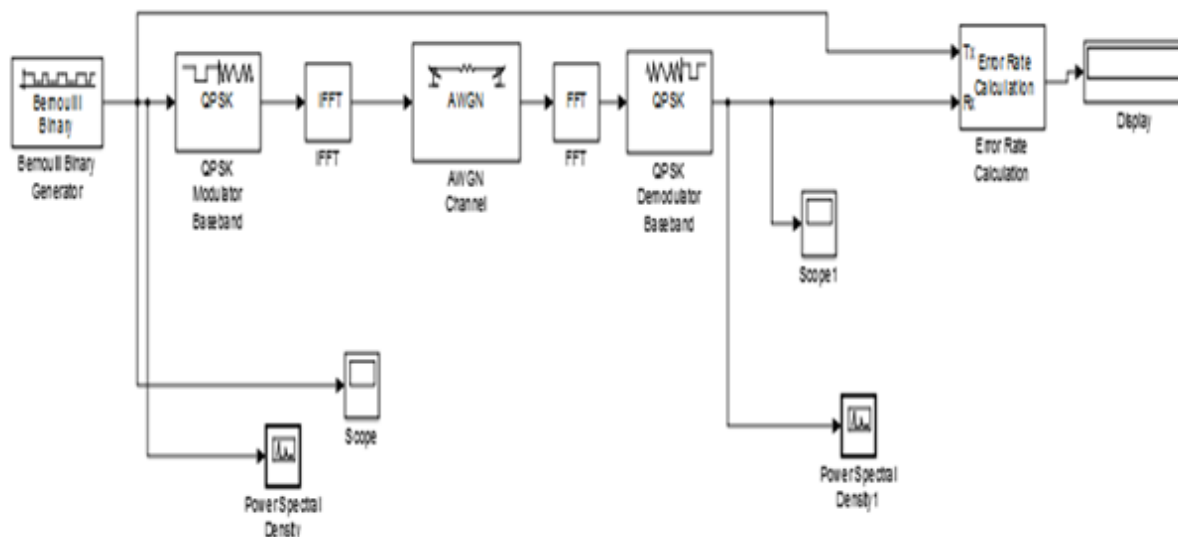 Bernoulli
Binary
Bernoulli Binary
Generator
QPSK
QPSK
Modulator
Baseband
IFFT
IFFT
AWGN
AWGN
Channel
FFT
FFT
QPSK
QPSK
Demodulator
Baseband
Tx
Rx
Error Rate
Calculation
Error Rate
Calculation
Display
Scope1
Scope
Power Spectral
Density
Power Spectral
Density1